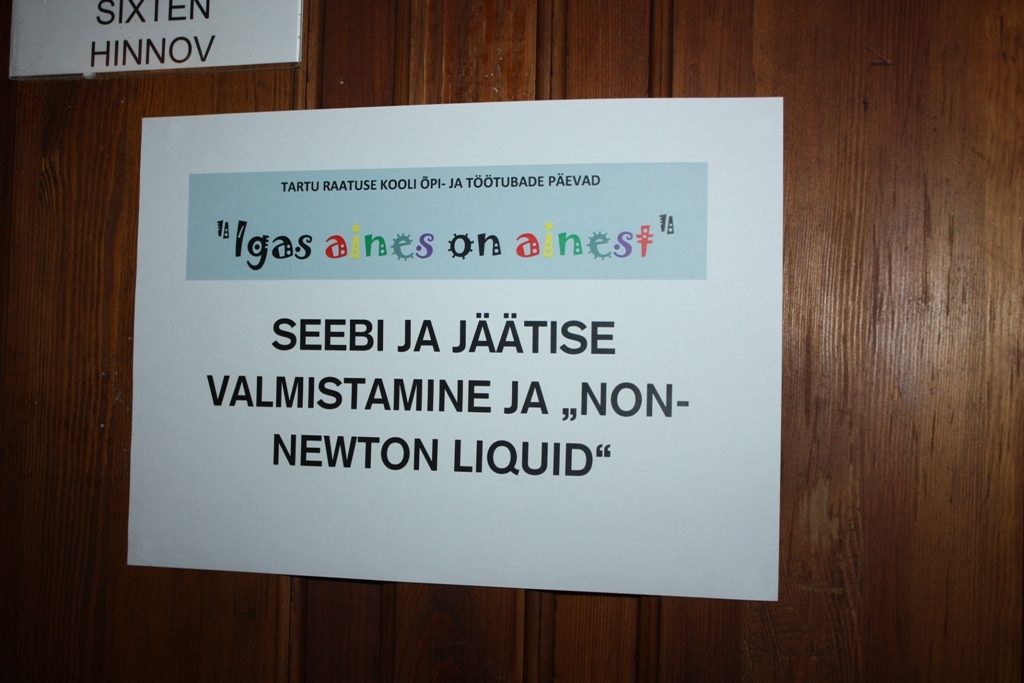 SIXTEN
HINNOV
TARTU RAATUSE KOOLI ÕPI- JA TÖÖTUBADE PÄEVAD
"Igas aines on ainest"
SEEBI JA JÄÄTISE
VALMISTAMINE JA „NON-
NEWTON LIQUID“